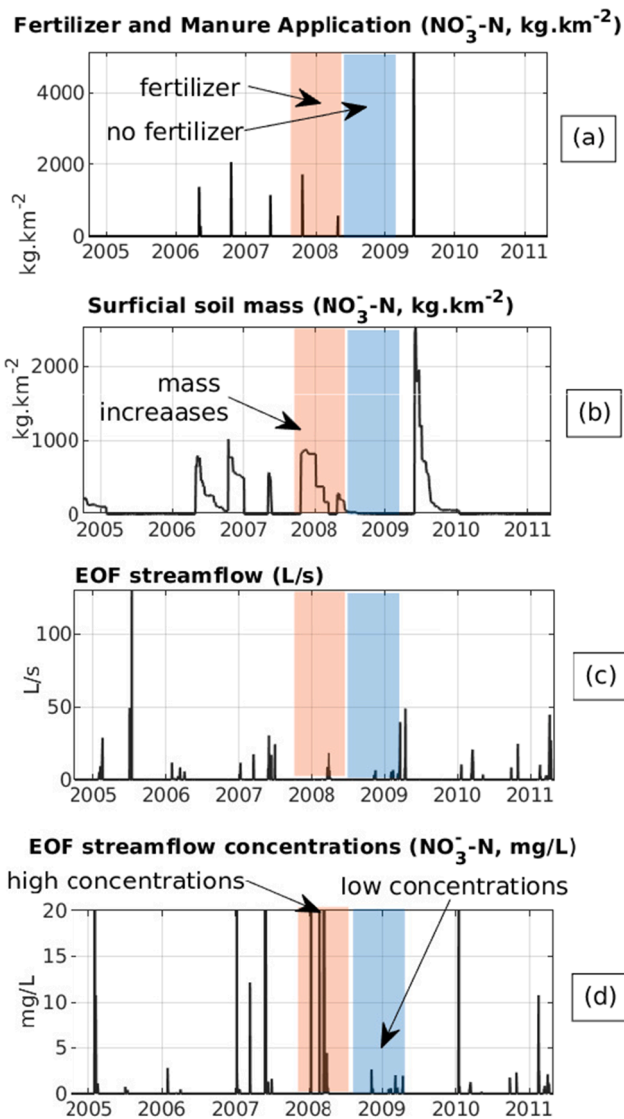 Fertilizer and Manure Application (NO3--N, kg.km-2)
kg.km-2
4000
2000
0
fertilizer
no fertilizer
(a)
2005 2006 2007 2008 2009 2010 2011
Surficial soil mass (NO3--N, kg.km-2)
kg.km-2
2000
1000
0
mass
increaases
(b)
2005 2006 2007 2008 2009 2010 2011
EOF streamflow (L/s)
L/s
100
50
0
(c)
2005 2006 2007 2008 2009 2010 2011
EOF streamflow concentrations (NO3--N, mg/L)
high concentrations
low concentrations
mg/L
20
15
10
5
0
(d)
2005 2006 2007 2008 2009 2010 2011